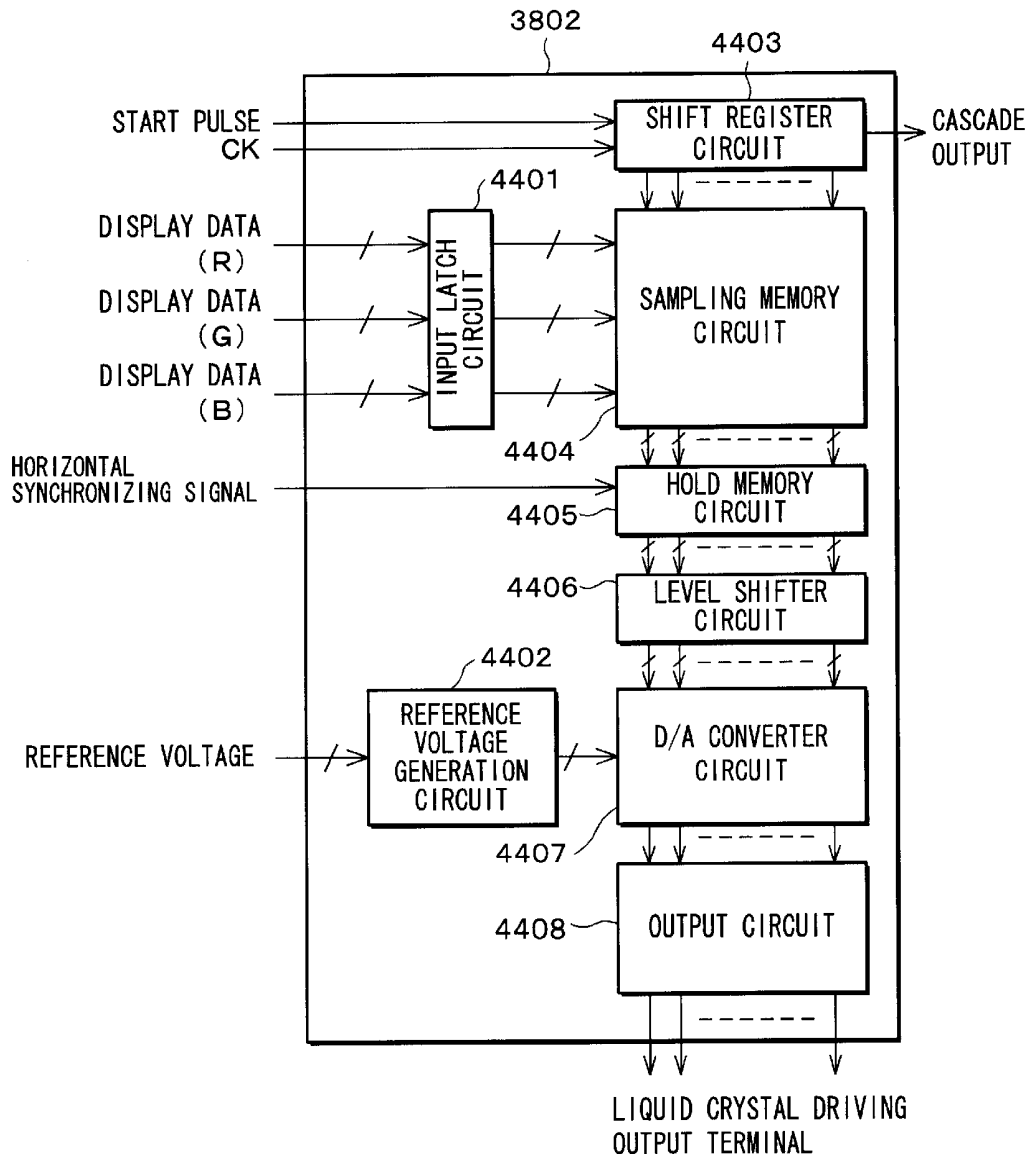 3802
4403
START PULSE
CK
SHIFT REGISTER
CIRCUIT
CASCADE
OUTPUT
4401
DISPLAY DATA
(R)
DISPLAY DATA
(G)
DISPLAY DATA
(B)
INPUT LATCH
CIRCUIT
SAMPLING MEMORY
CIRCUIT
4404
HORIZONTAL
SYNCHRONIZING SIGNAL
HOLD MEMORY
CIRCUIT
4405
4406
LEVEL SHIFTER
CIRCUIT
4402
REFERENCE VOLTAGE
REFERENCE
VOLTAGE
GENERATION
CIRCUIT
D/A CONVERTER
CIRCUIT
4407
4408
OUTPUT CIRCUIT
LIQUID CRYSTAL DRIVING
OUTPUT TERMINAL